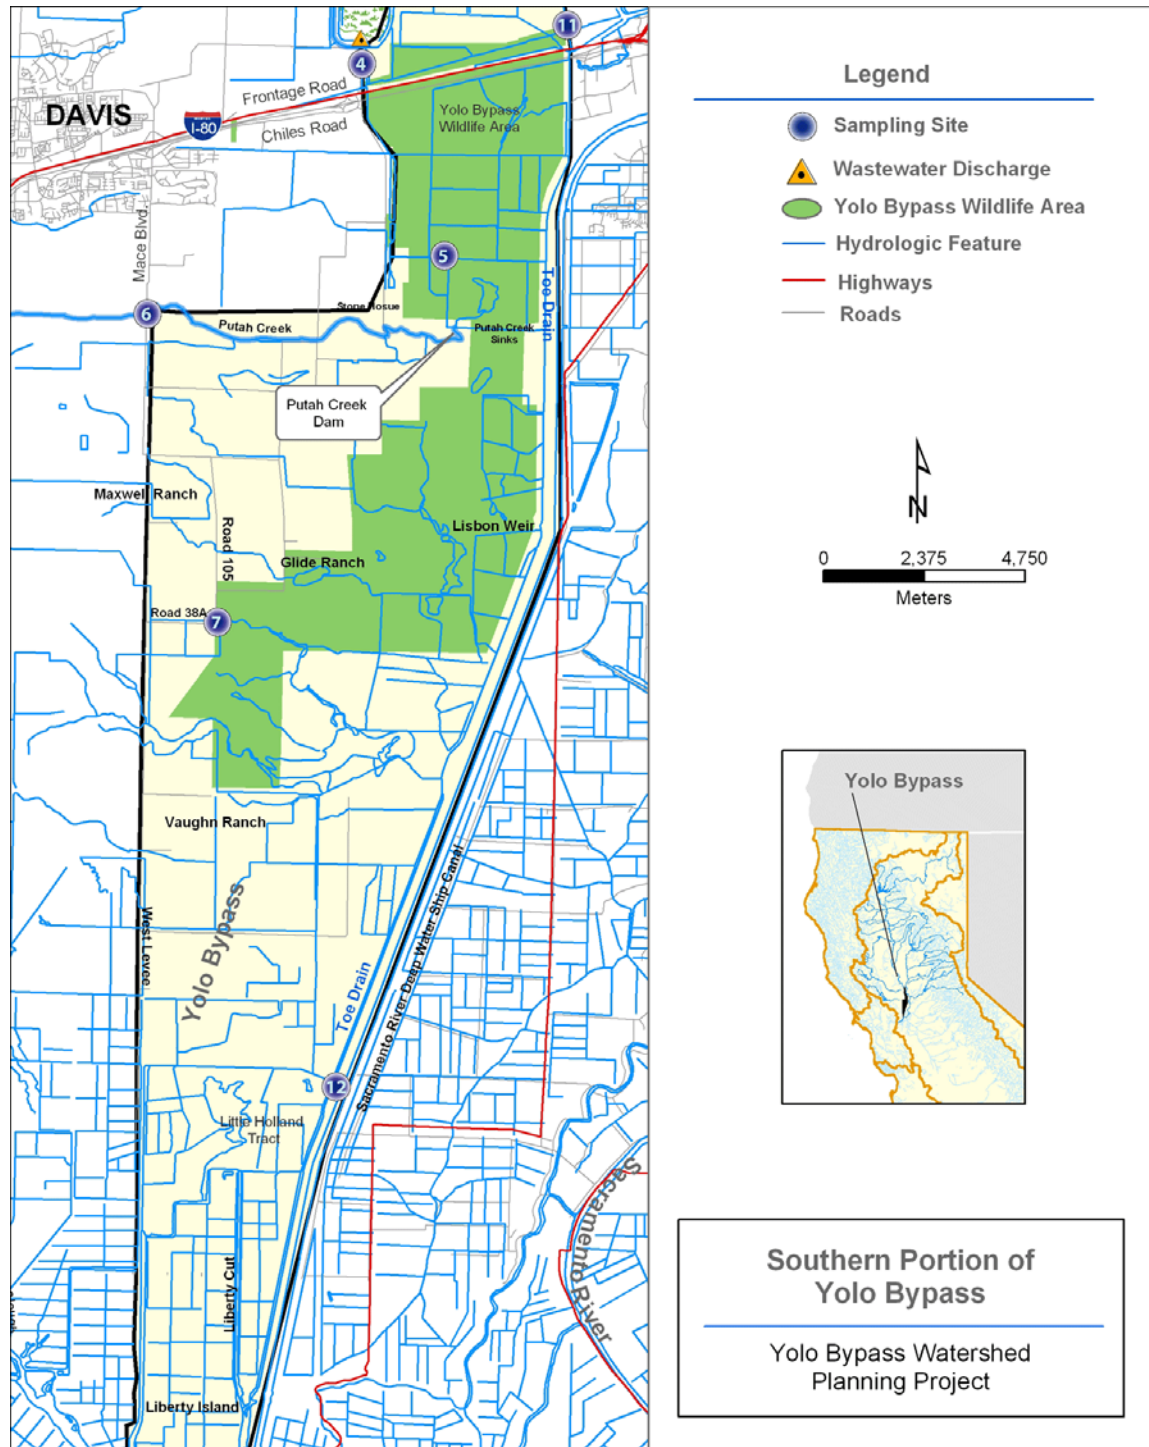 11
4
Frontage Road
DAVIS
I-80
Chiles Road
Yolo Bypass
Wildlife Area
Mace Blvd.
5
Toe Drain
6
Stone Hosue
Putah Creek
Putah Creek
Sinks
Putah Creek
Dam
Maxwell Ranch
Road 105
Lisbon Weir
Glide Ranch
Road 38A
7
Vaughn Ranch
West Levee
Yolo Bypass
Toe Drain
Sacramento River Deep Water Ship Canal
12
Little Holland
Tract
Liberty Cut
Sacramento River
Liberty Island
Legend
Sampling Site
Wastewater Discharge
Yolo Bypass Wildlife Area
Hydrologic Feature
Highways
Roads
N
0 2,375 4,750
Meters
Yolo Bypass
Southern Portion of
Yolo Bypass
Yolo Bypass Watershed
Planning Project